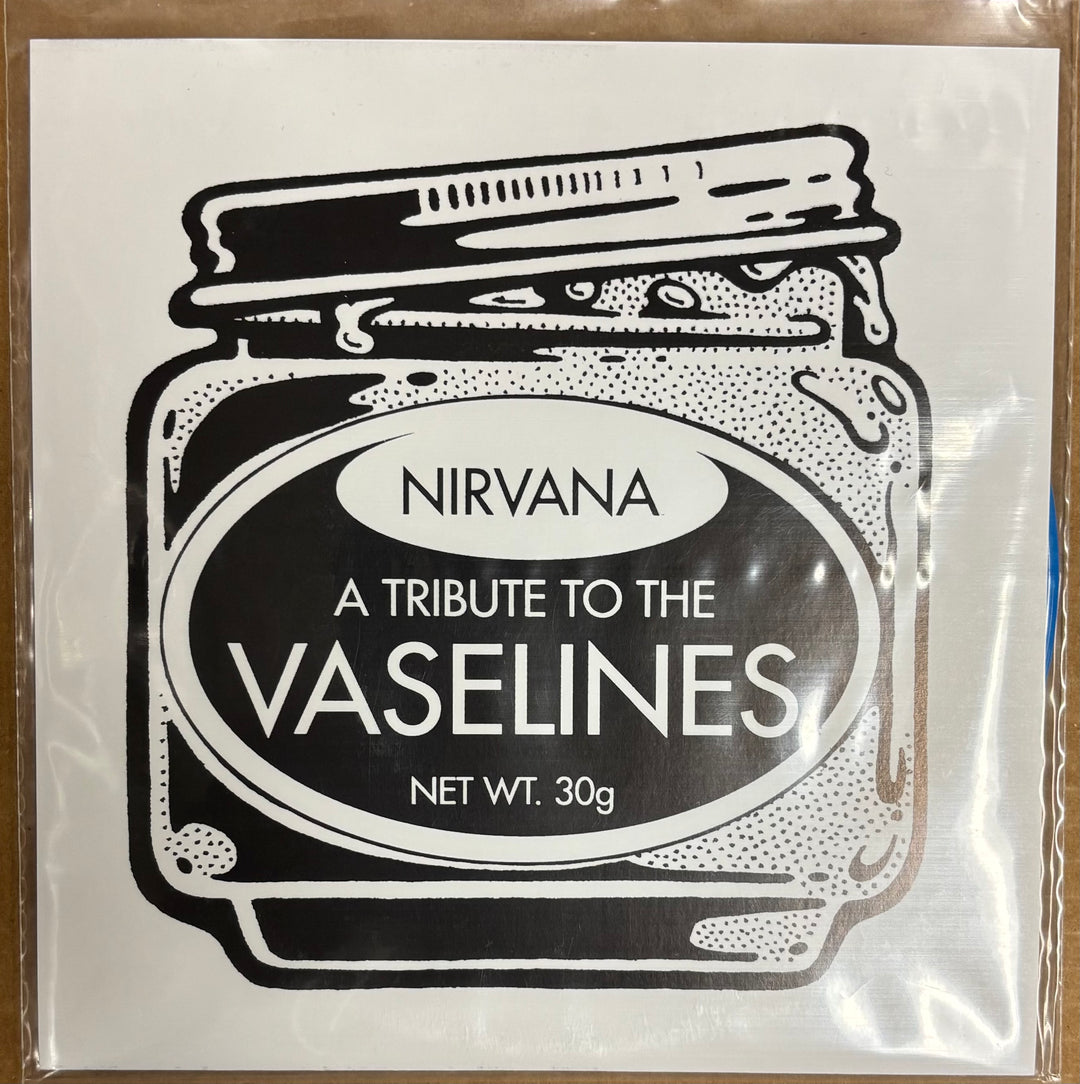 NIRVANA
A TRIBUTE TO THE
VASELINES
NET WT. 30g